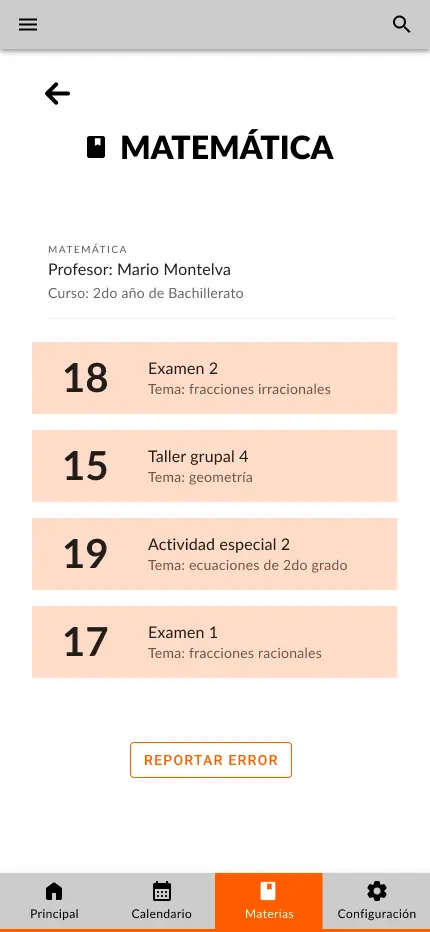 MATEMÁTICA
MATEMÁTICA
Profesor: Mario Montelva
Curso: 2do año de Bachillerato
18
Examen 2
Tema: fracciones irracionales
15
Taller grupal 4
Tema: geometría
19
Actividad especial 2
Tema: ecuaciones de 2do grado
17
Examen 1
Tema: fracciones racionales
REPORTAR ERROR
Principal
Calendario
Materias
Configuración